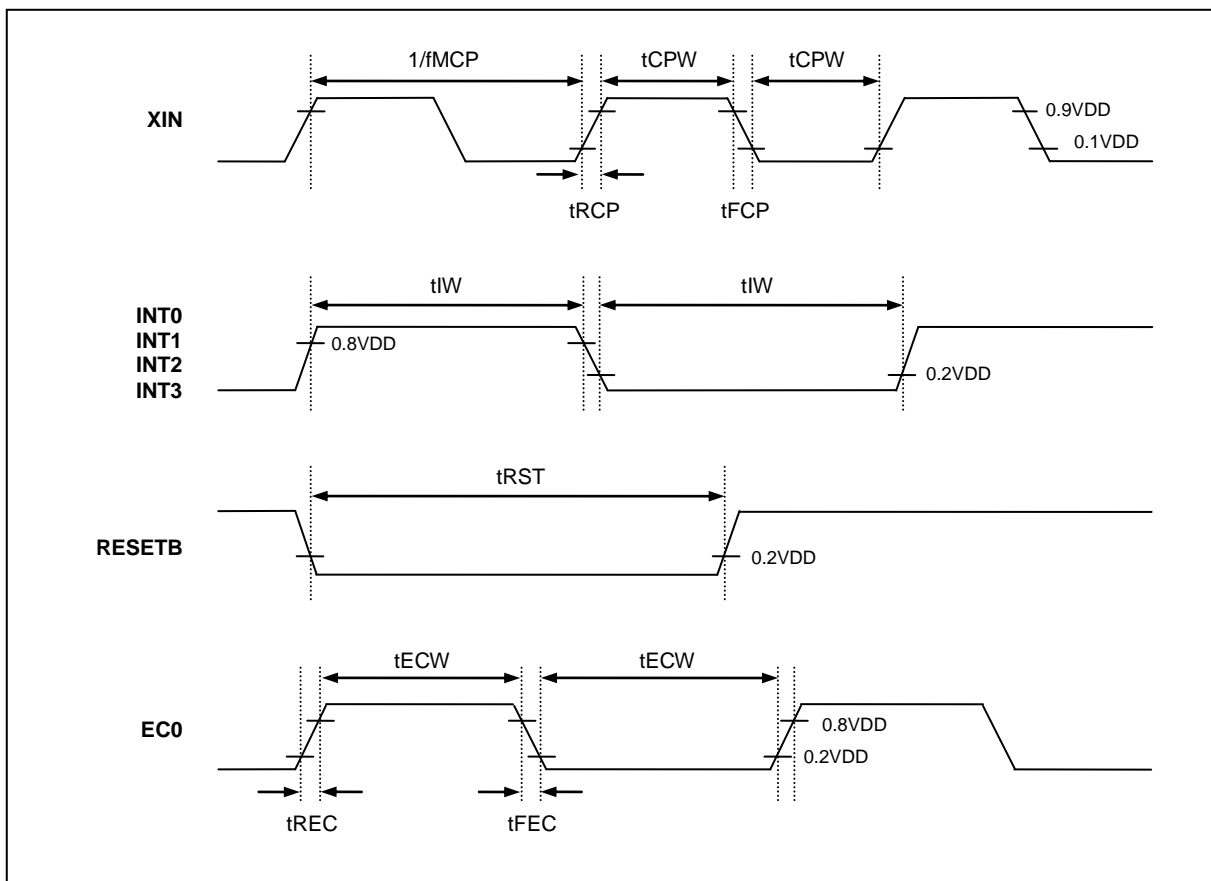 1/fMCP tCPW tCPW
XIN
0.9VDD
0.1VDD
tRCP tFCP
tIW tIW
INT0
INT1
INT2
INT3
0.8VDD
0.2VDD
tRST
RESETB
0.2VDD
tECW tECW
EC0
0.8VDD
0.2VDD
tREC tFEC